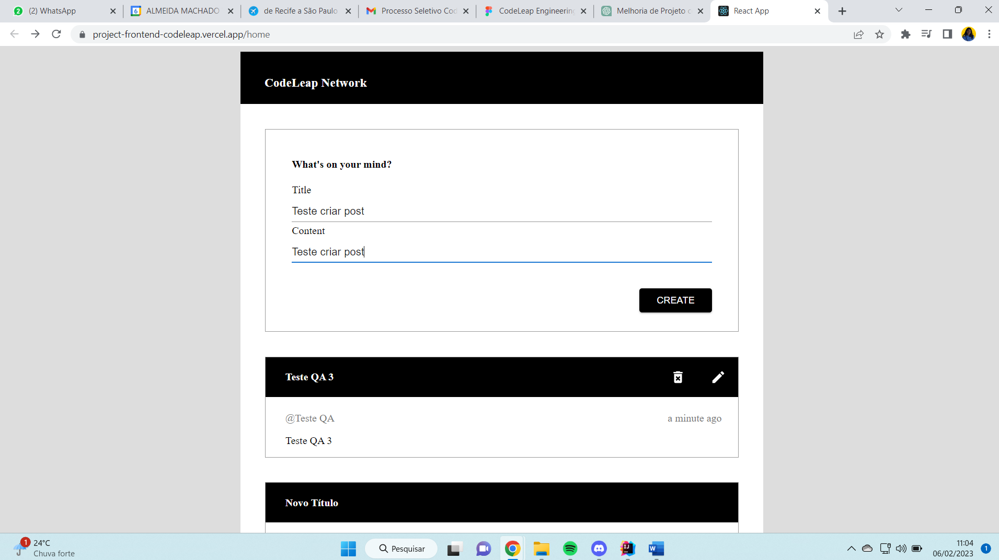 (2) WhatsApp
ALMEIDA MACHADO
de Recife a São Paulo
Processo Seletivo Cod
CodeLeap Engineering
Melhoria de Projeto c
React App
project-frontend-codeleap.vercel.app/home
CodeLeap Network
What's on your mind?
Title
Teste criar post
Content
Teste criar post
CREATE
Teste QA 3
@Teste QA
a minute ago
Teste QA 3
Novo Título
1
24°C
Chuva forte
Pesquisar
11:04
06/02/2023
1